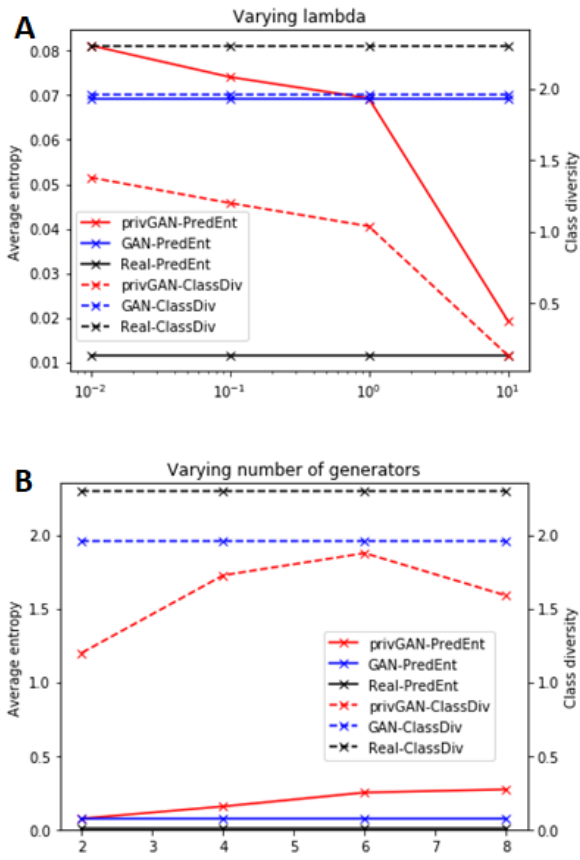 A
Varying lambda
0.08
0.07
0.06
0.05
0.04
0.03
0.02
0.01
Average entropy
2.0
1.5
1.0
0.5
Class diversity
privGAN-PredEnt
GAN-PredEnt
Real-PredEnt
privGAN-ClassDiv
GAN-ClassDiv
Real-ClassDiv
10⁻² 10⁻¹ 10⁰ 10¹
B
Varying number of generators
2.0
1.5
1.0
0.5
0.0
Average entropy
2.0
1.5
1.0
0.5
0.0
Class diversity
privGAN-PredEnt
GAN-PredEnt
Real-PredEnt
privGAN-ClassDiv
GAN-ClassDiv
Real-ClassDiv
2 3 4 5 6 7 8